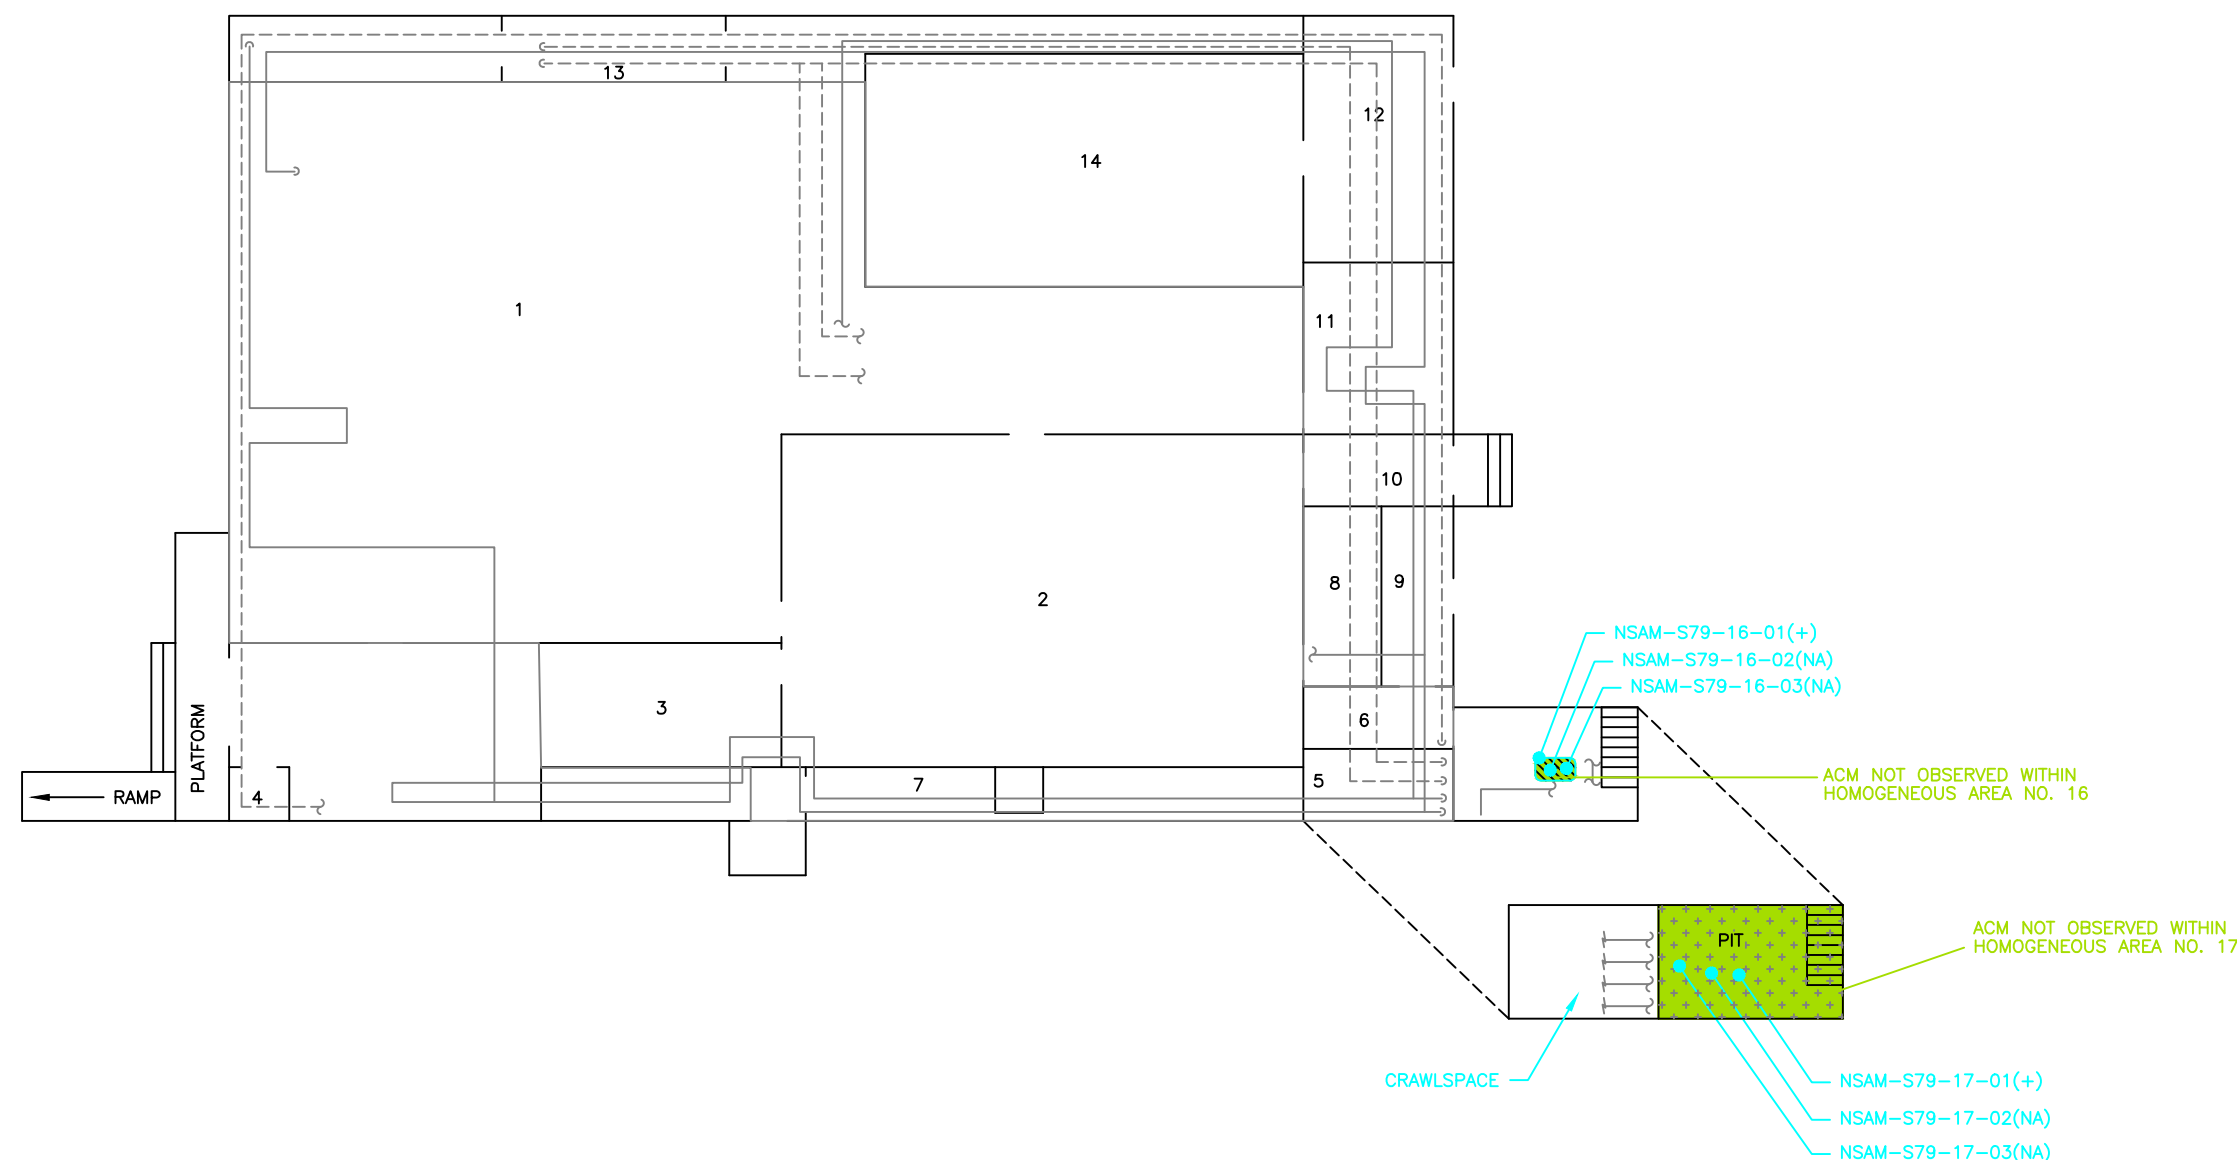 13
12
14
1
11
10
8
9
2
NSAM-S79-16-01(+)
NSAM-S79-16-02(NA)
NSAM-S79-16-03(NA)
3
6
PLATFORM
ACM NOT OBSERVED WITHIN
HOMOGENEOUS AREA NO. 16
RAMP
4
7
5
PIT
ACM NOT OBSERVED WITHIN
HOMOGENEOUS AREA NO. 17
CRAWLSPACE
NSAM-S79-17-01(+)
NSAM-S79-17-02(NA)
NSAM-S79-17-03(NA)